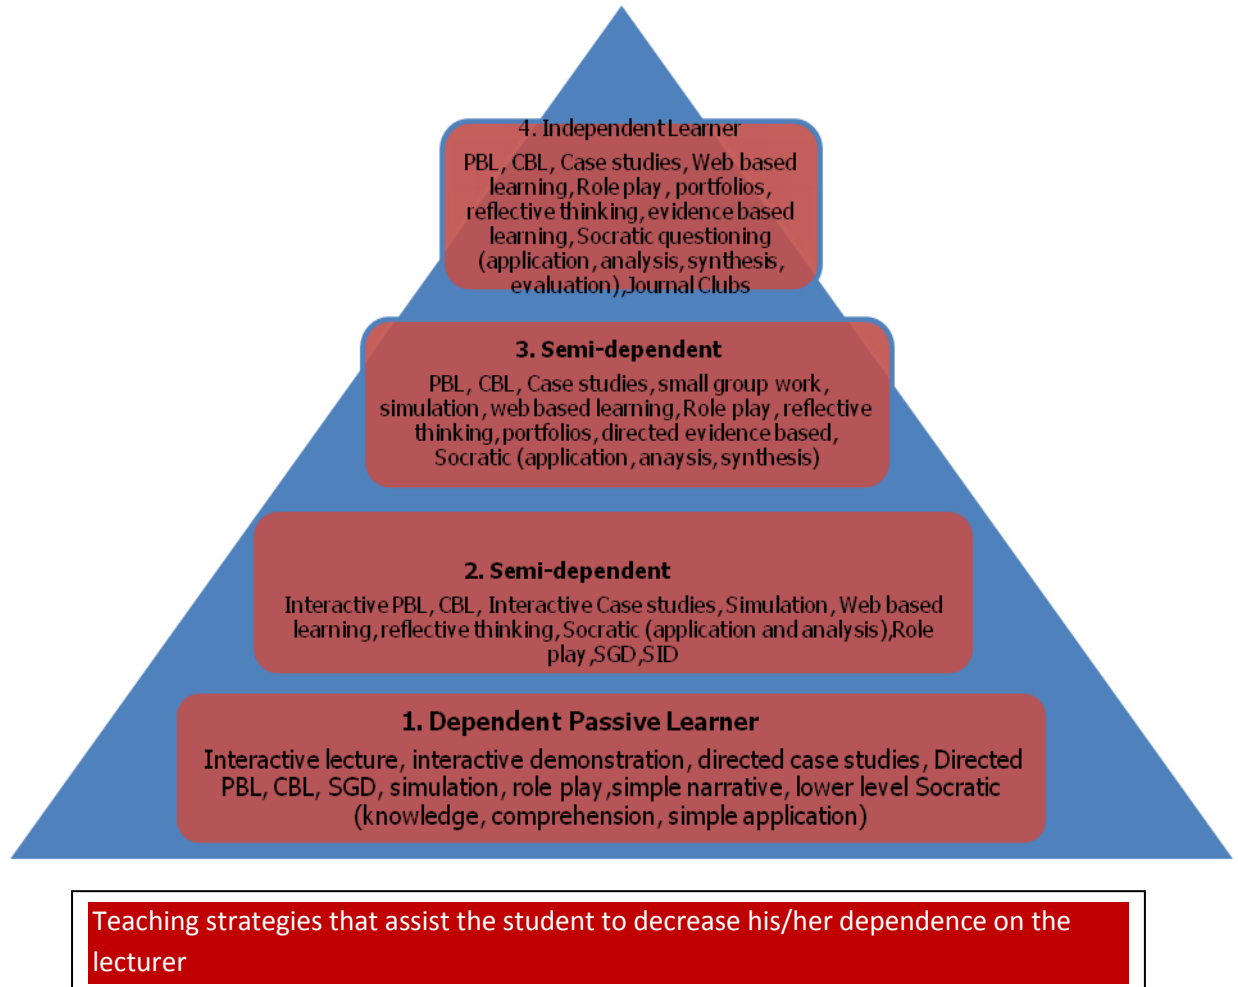 4. Independent Learner
PBL, CBL, Case studies, Web based
learning, Role play, portfolios,
reflective thinking, evidence based
learning, Socratic questioning
(application, analysis, synthesis,
evaluation),Journal Clubs
3. Semi-dependent
PBL, CBL, Case studies, small group work,
simulation, web based learning, Role play, reflective
thinking, portfolios, directed evidence based,
Socratic (application, anaysis, synthesis)
2. Semi-dependent
Interactive PBL, CBL, Interactive Case studies, Simulation, Web based
learning, reflective thinking, Socratic (application and analysis),Role
play,SGD,SID
1. Dependent Passive Learner
Interactive lecture, interactive demonstration, directed case studies, Directed
PBL, CBL, SGD, simulation, role play,simple narrative, lower level Socratic
(knowledge, comprehension, simple application)
Teaching strategies that assist the student to decrease his/her dependence on the
lecturer